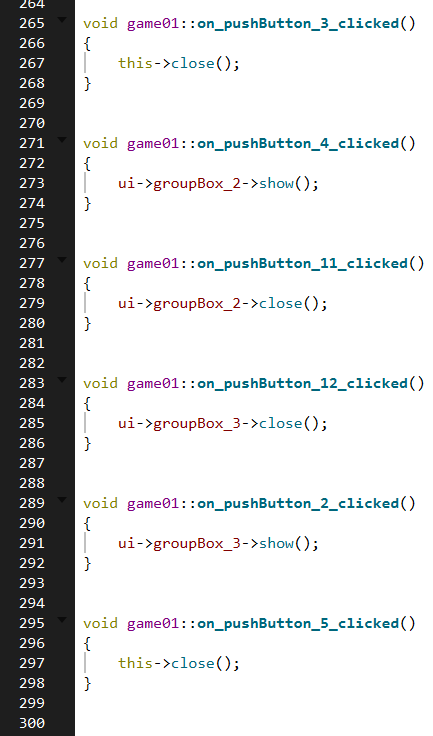 264
265 void game01::on_pushButton_3_clicked()
266 {
267     this->close();
268 }
269
270
271 void game01::on_pushButton_4_clicked()
272 {
273     ui->groupBox_2->show();
274 }
275
276
277 void game01::on_pushButton_11_clicked()
278 {
279     ui->groupBox_2->close();
280 }
281
282
283 void game01::on_pushButton_12_clicked()
284 {
285     ui->groupBox_3->close();
286 }
287
288
289 void game01::on_pushButton_2_clicked()
290 {
291     ui->groupBox_3->show();
292 }
293
294
295 void game01::on_pushButton_5_clicked()
296 {
297     this->close();
298 }
299
300